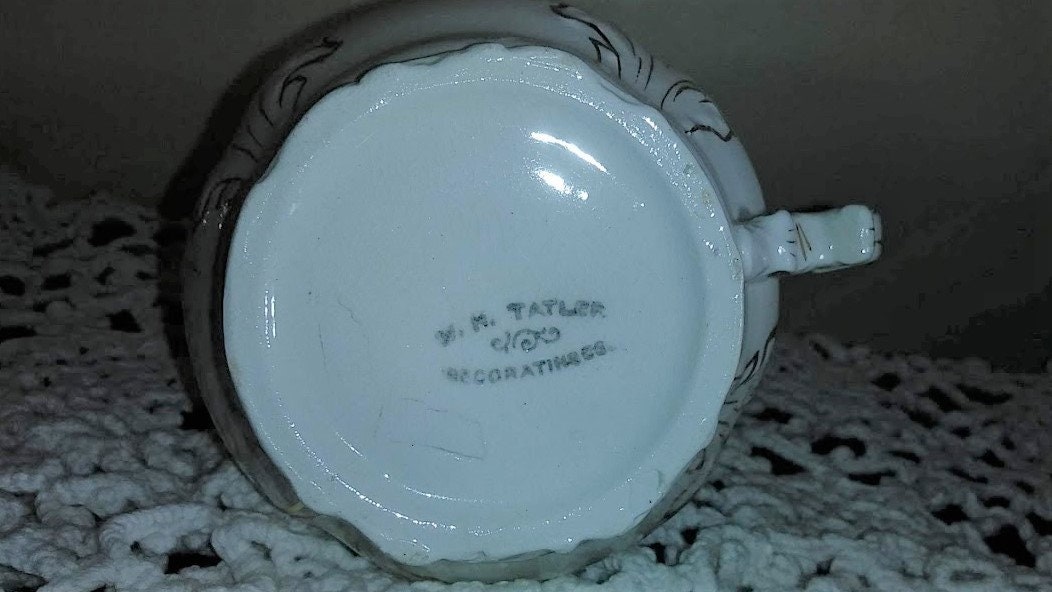 W. H. TATLER
DECORATING CO.